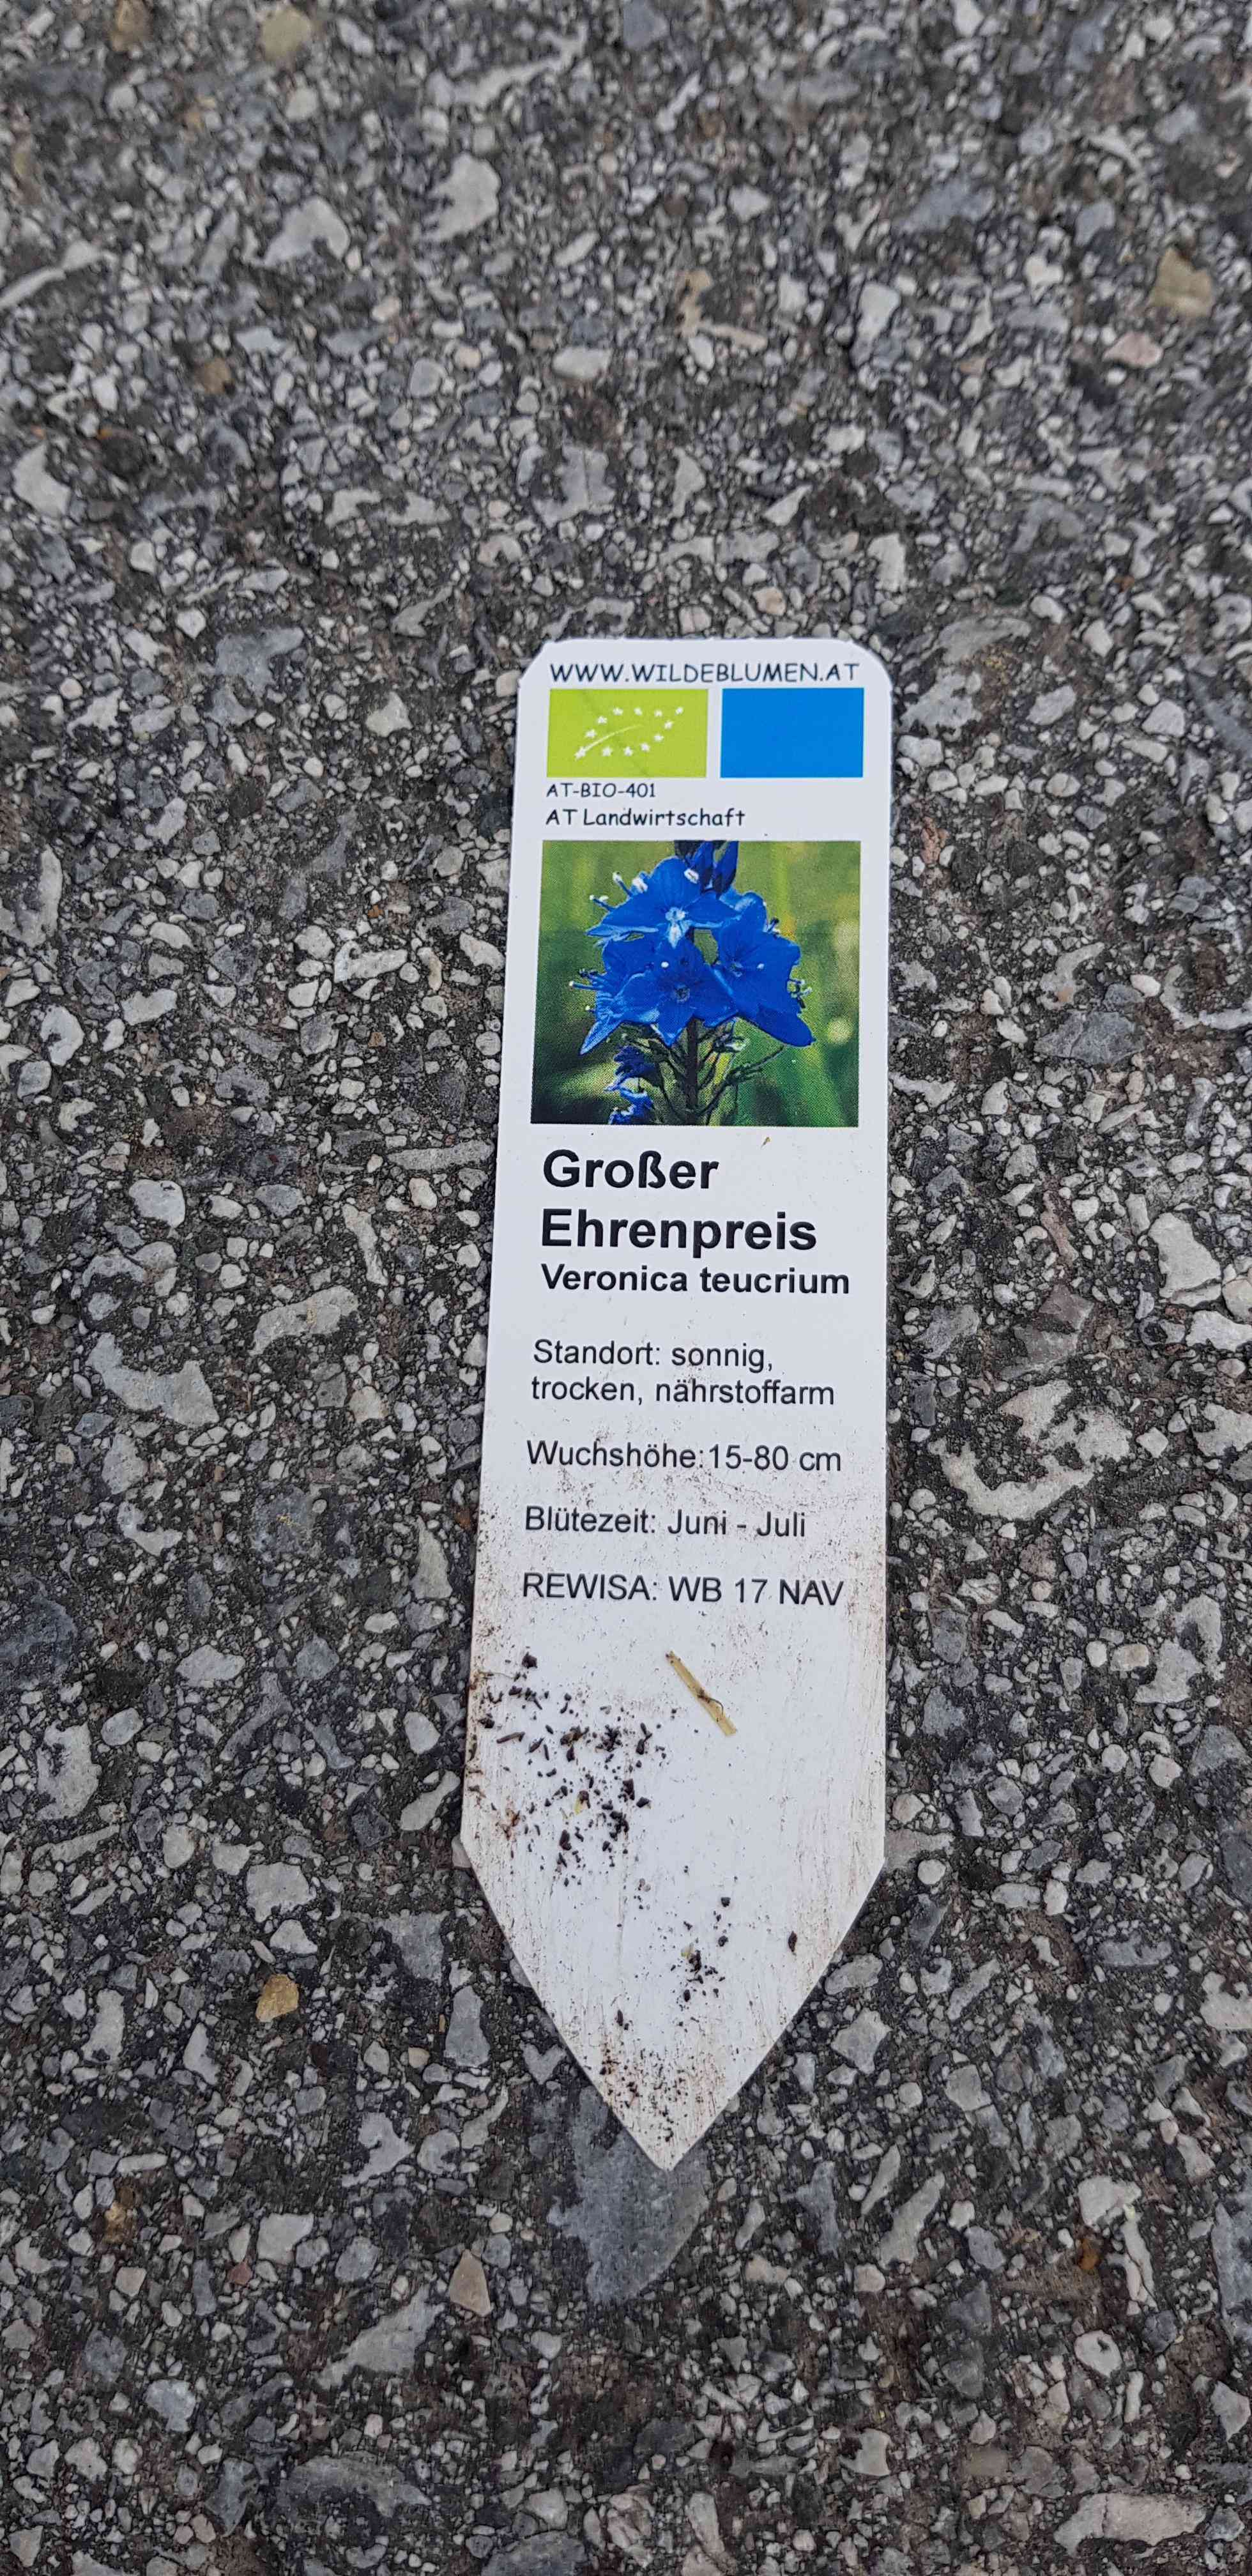 WWW.WILDEBLUMEN.AT
AT-BIO-401
AT Landwirtschaft
Großer
Ehrenpreis
Veronica teucrium
Standort: sonnig,
trocken, nährstoffarm
Wuchshöhe:15-80 cm
Blütezeit: Juni - Juli
REWISA: WB 17 NAV